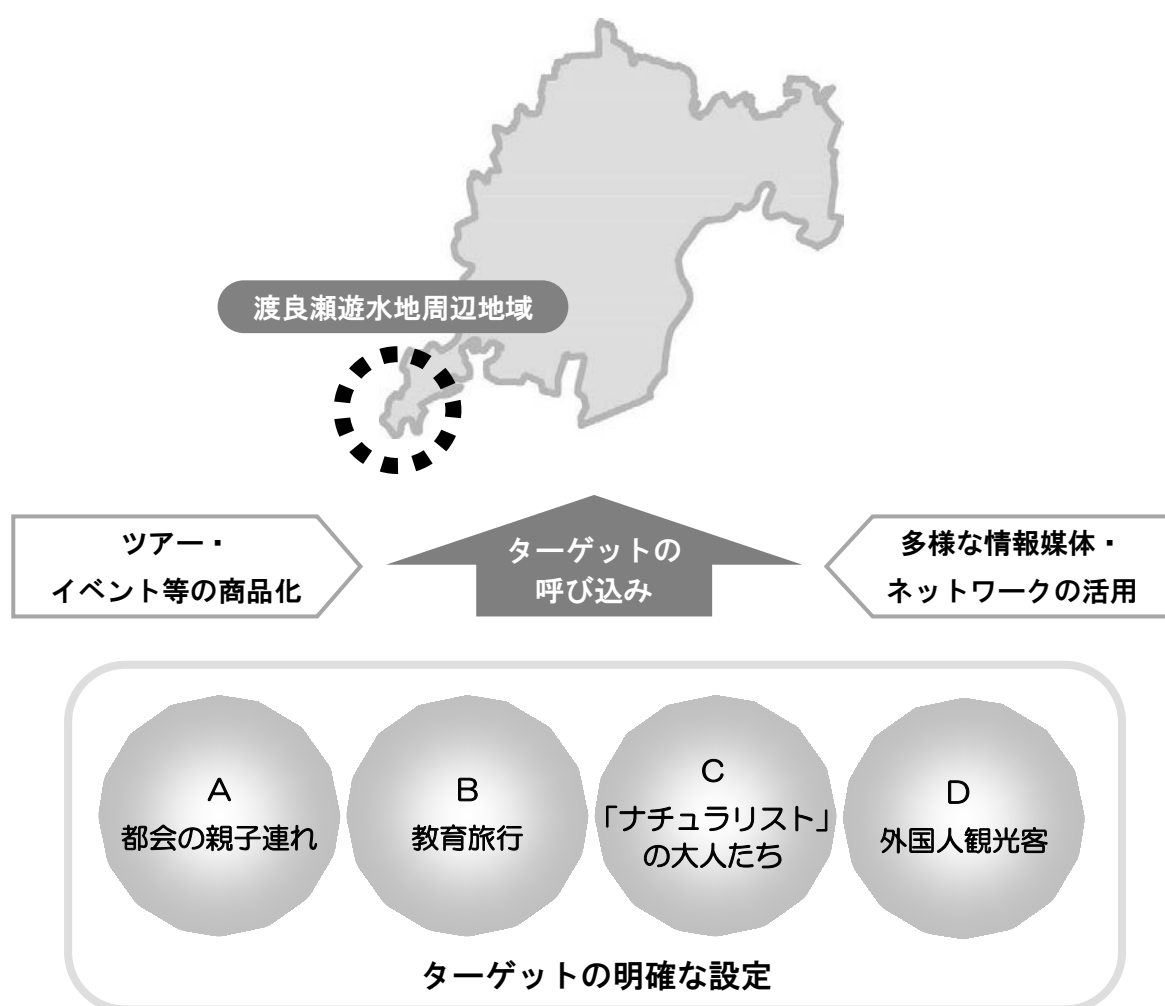 渡良瀬遊水地周辺地域
ツアー・
イベント等の商品化
ターゲットの
呼び込み
多様な情報媒体・
ネットワークの活用
A
都会の親子連れ
B
教育旅行
C
「ナチュラリスト」
の大人たち
D
外国人観光客
ターゲットの明確な設定